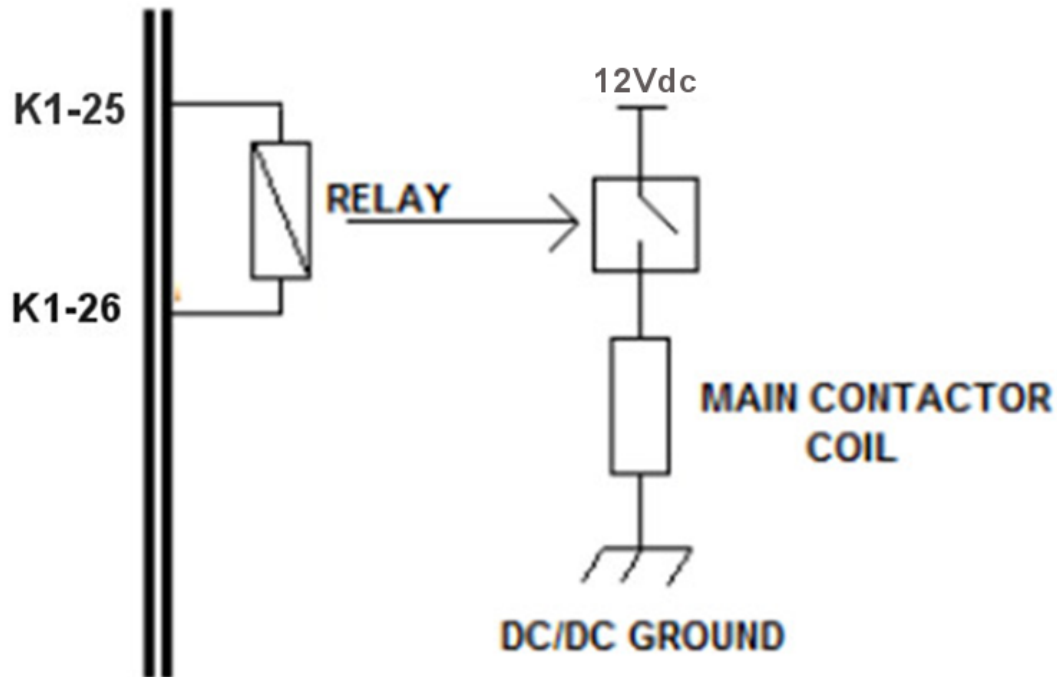 12Vdc
K1-25
RELAY
K1-26
MAIN CONTACTOR
COIL
DC/DC GROUND